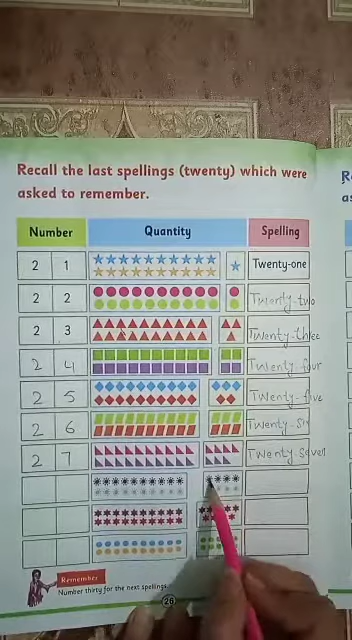 Recall the last spellings (twenty) which were
asked to remember.
Number Quantity Spelling
2 1 Twenty-one
2 2 Twenty-two
2 3 Twenty-three
2 4 Twenty-four
2 5 Twenty-five
2 6 Twenty-six
2 7 Twenty-seven
Remember
Number thirty for the next spellings.
26